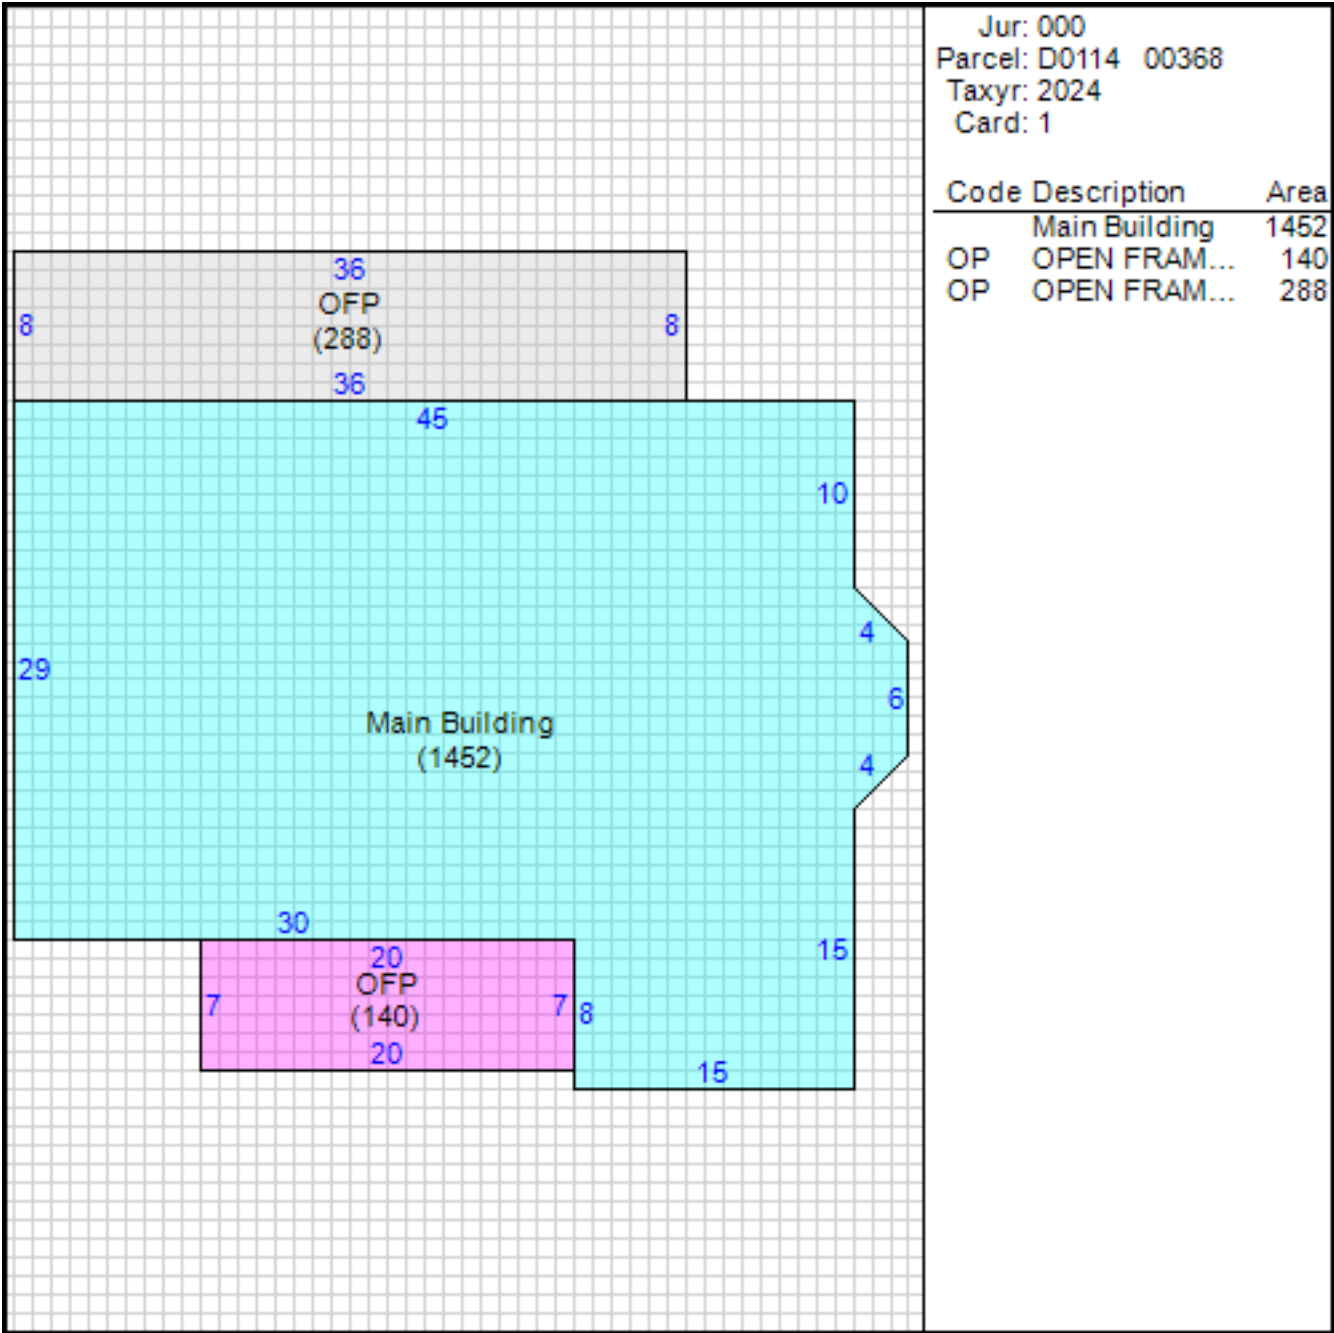 Jur: 000
Parcel: D0114 00368
Taxyr: 2024
Card: 1
Code Description Area
Main Building 1452
OP OPEN FRAM... 140
OP OPEN FRAM... 288
36
OFP
8 8
(288)
36
45
10
4
29
6
Main Building
(1452)
4
30
15
20
OFP
7 7 8
(140)
20
15